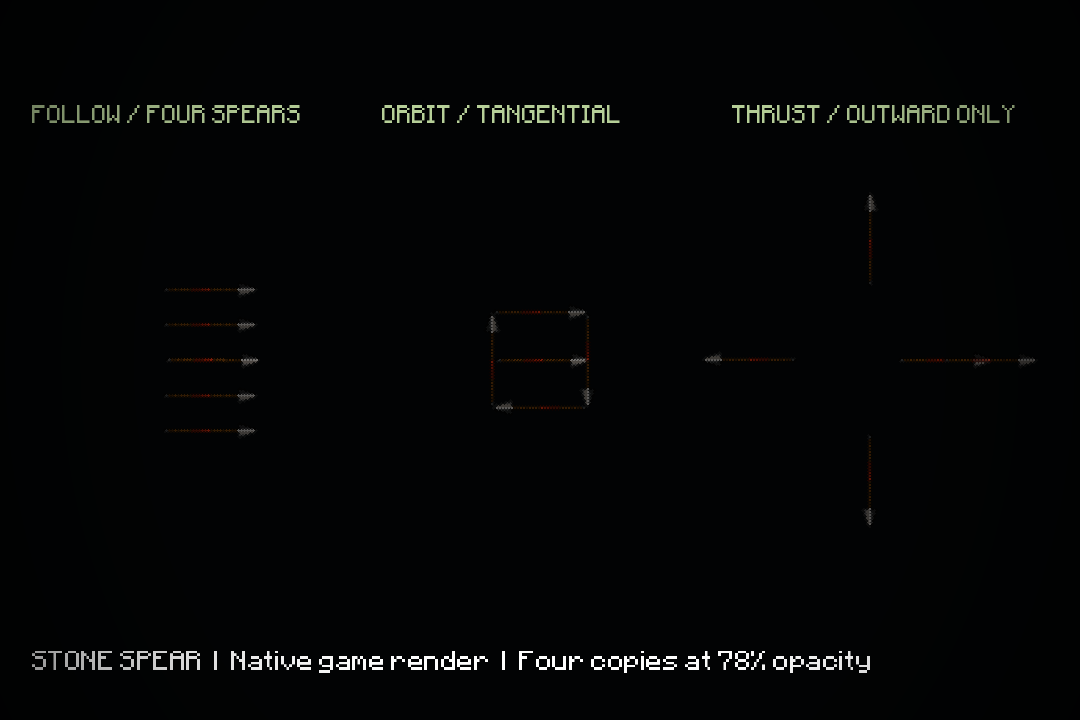 FOLLOW / FOUR SPEARS
ORBIT / TANGENTIAL
THRUST / OUTWARD ONLY
STONE SPEAR | Native game render | Four copies at 78% opacity